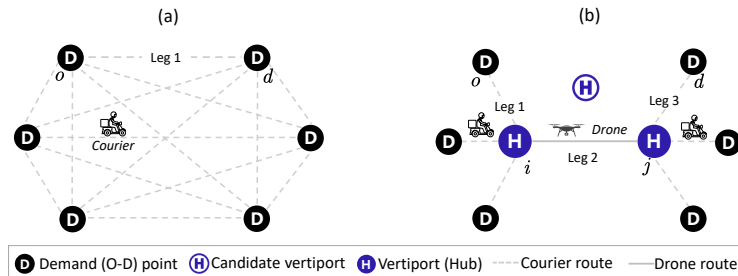 (a)
(b)
D
Leg 1
D
o
d
D
Courier
D
D
D
D
o
H
D
d
Leg 1
Leg 3
D
H
Drone
H
D
Leg 2
i
j
D
D
D Demand (O-D) point
H Candidate vertiport
H Vertiport (Hub)
Courier route
Drone route